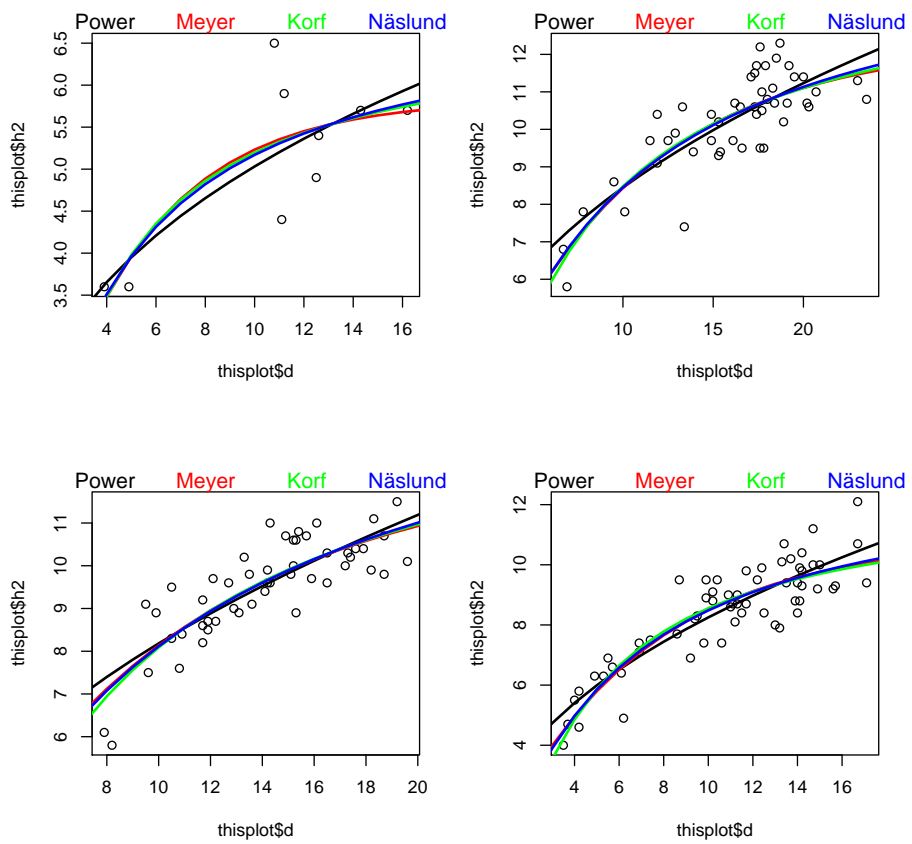 Power Meyer Korf Näslund
6.5
6.0
5.5
5.0
4.5
4.0
3.5
thisplot$h2
4 6 8 10 12 14 16
thisplot$d
Power Meyer Korf Näslund
12
11
10
9
8
7
6
thisplot$h2
10 15 20
thisplot$d
Power Meyer Korf Näslund
11
10
9
8
7
6
thisplot$h2
8 10 12 14 16 18 20
thisplot$d
Power Meyer Korf Näslund
12
10
8
6
4
thisplot$h2
4 6 8 10 12 14 16
thisplot$d